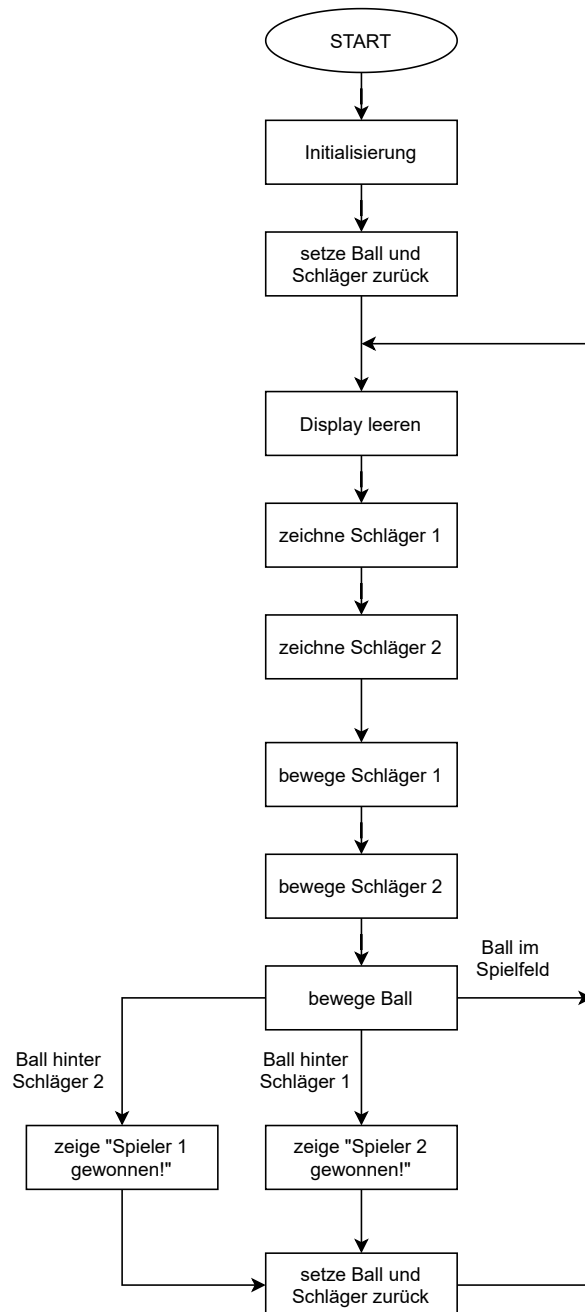 START
Initialisierung
setze Ball und
Schläger zurück
Display leeren
zeichne Schläger 1
zeichne Schläger 2
bewege Schläger 1
bewege Schläger 2
Ball im
Spielfeld
bewege Ball
Ball hinter
Schläger 2
Ball hinter
Schläger 1
zeige "Spieler 1
gewonnen!"
zeige "Spieler 2
gewonnen!"
setze Ball und
Schläger zurück